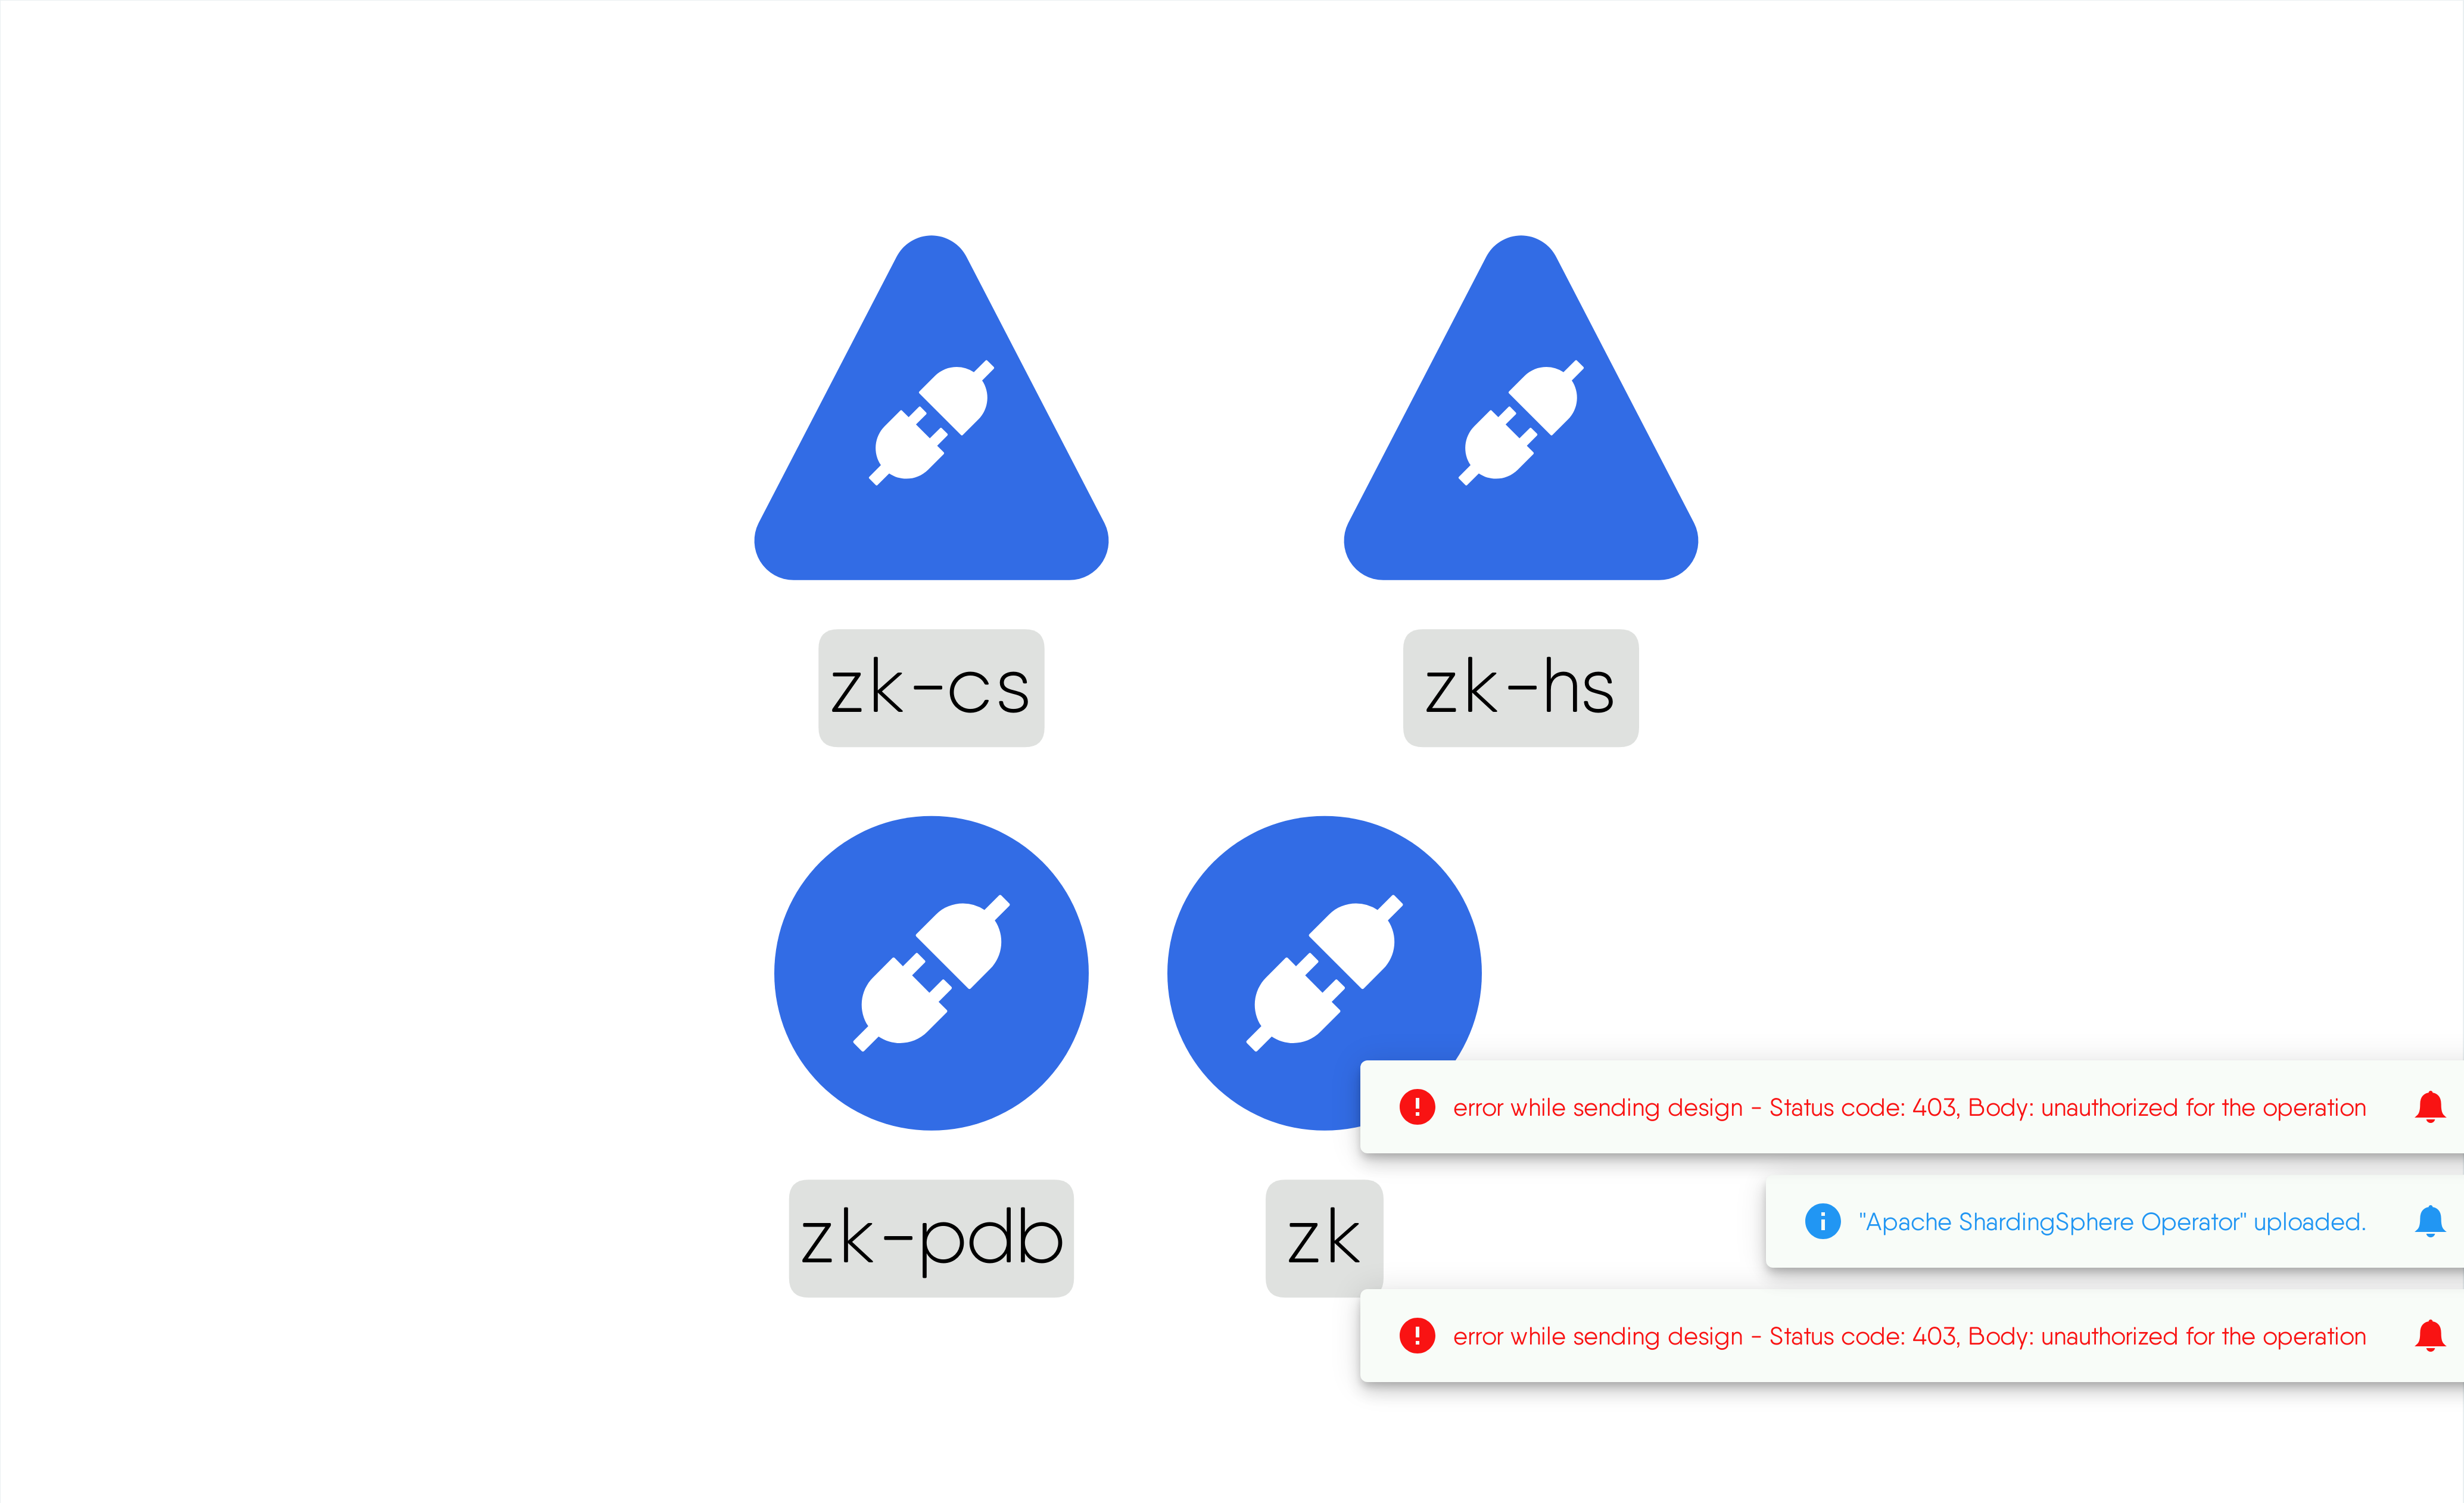 zk-cs
zk-hs
zk-pdb
zk
error while sending design - Status code: 403, Body: unauthorized for the operation
"Apache ShardingSphere Operator" uploaded.
error while sending design - Status code: 403, Body: unauthorized for the operation